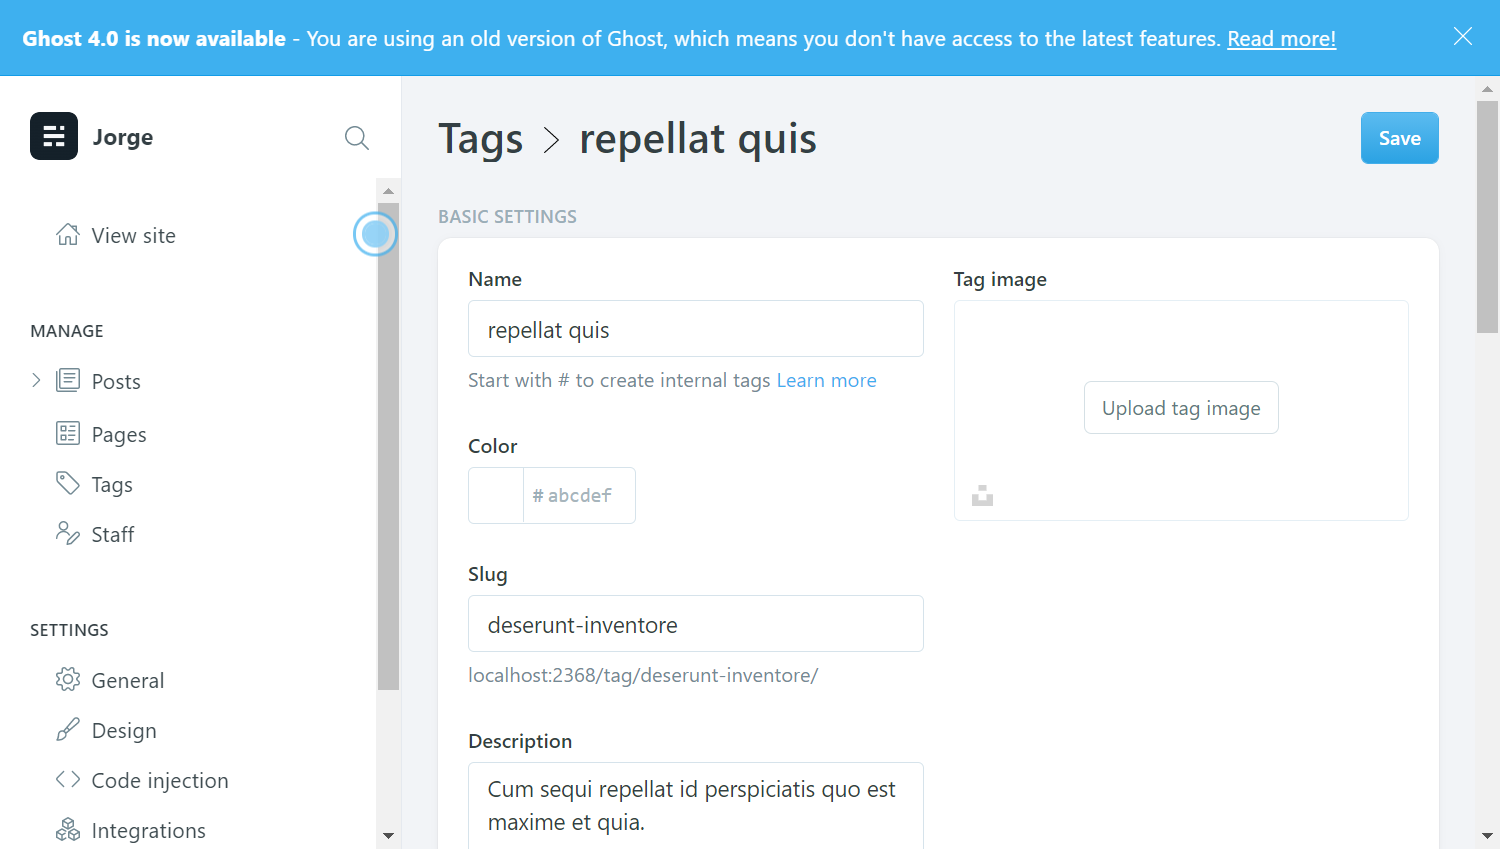 Ghost 4.0 is now available - You are using an old version of Ghost, which means you don't have access to the latest features. Read more!
Jorge
View site
MANAGE
Posts
Pages
Tags
Staff
SETTINGS
General
Design
Code injection
Integrations
Tags > repellat quis
Save
BASIC SETTINGS
Name
repellat quis
Start with # to create internal tags Learn more
Color
# abcdef
Slug
deserunt-inventore
localhost:2368/tag/deserunt-inventore/
Description
Cum sequi repellat id perspiciatis quo est
maxime et quia.
Tag image
Upload tag image